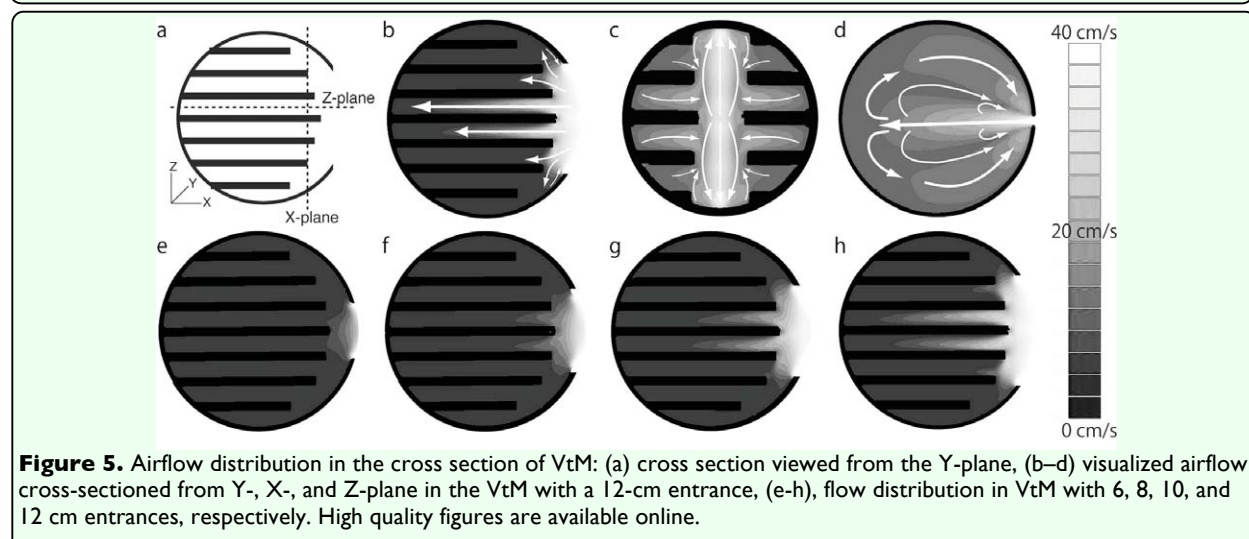 a
b
c
d
40 cm/s
Z-plane
Z
Y
X
X-plane
20 cm/s
e
f
g
h
0 cm/s
Figure 5. Airflow distribution in the cross section of VtM: (a) cross section viewed from the Y-plane, (b–d) visualized airflow
cross-sectioned from Y-, X-, and Z-plane in the VtM with a 12-cm entrance, (e-h), flow distribution in VtM with 6, 8, 10, and
12 cm entrances, respectively. High quality figures are available online.